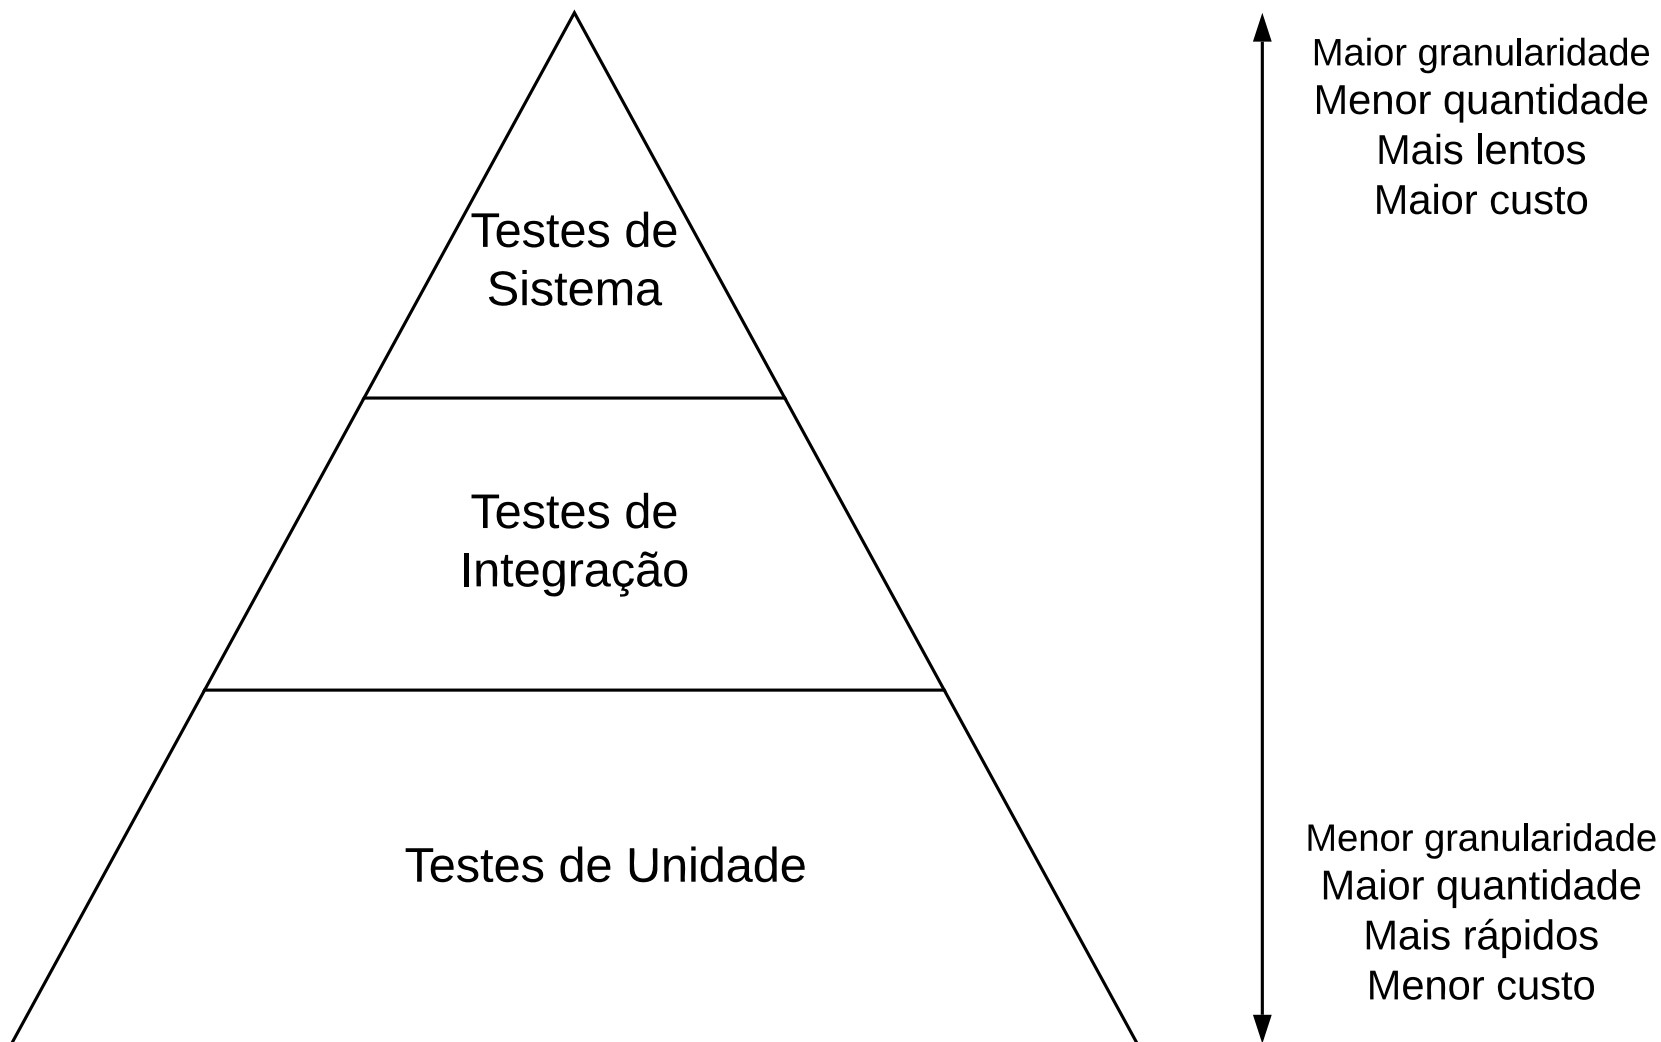 Testes de
Sistema
Testes de
Integração
Testes de Unidade
Maior granularidade
Menor quantidade
Mais lentos
Maior custo
Menor granularidade
Maior quantidade
Mais rápidos
Menor custo